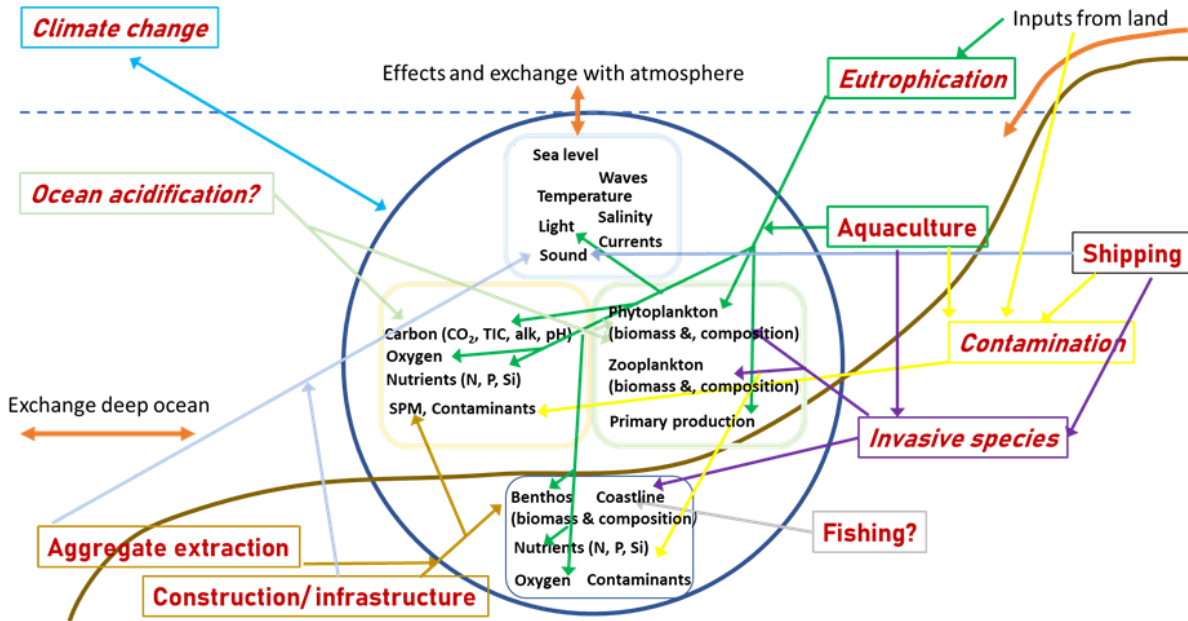 Climate change
Inputs from land
Effects and exchange with atmosphere
Eutrophication
Sea level
Waves
Temperature
Salinity
Light
Currents
Sound
Ocean acidification?
Aquaculture
Shipping
Carbon (CO₂, TIC, alk, pH)
Oxygen
Nutrients (N, P, Si)
SPM, Contaminants
Phytoplankton
(biomass &, composition)
Zooplankton
(biomass &, composition)
Primary production
Contamination
Exchange deep ocean
Invasive species
Benthos
Coastline
(biomass & composition)
Nutrients (N, P, Si)
Oxygen
Contaminants
Fishing?
Aggregate extraction
Construction/ infrastructure